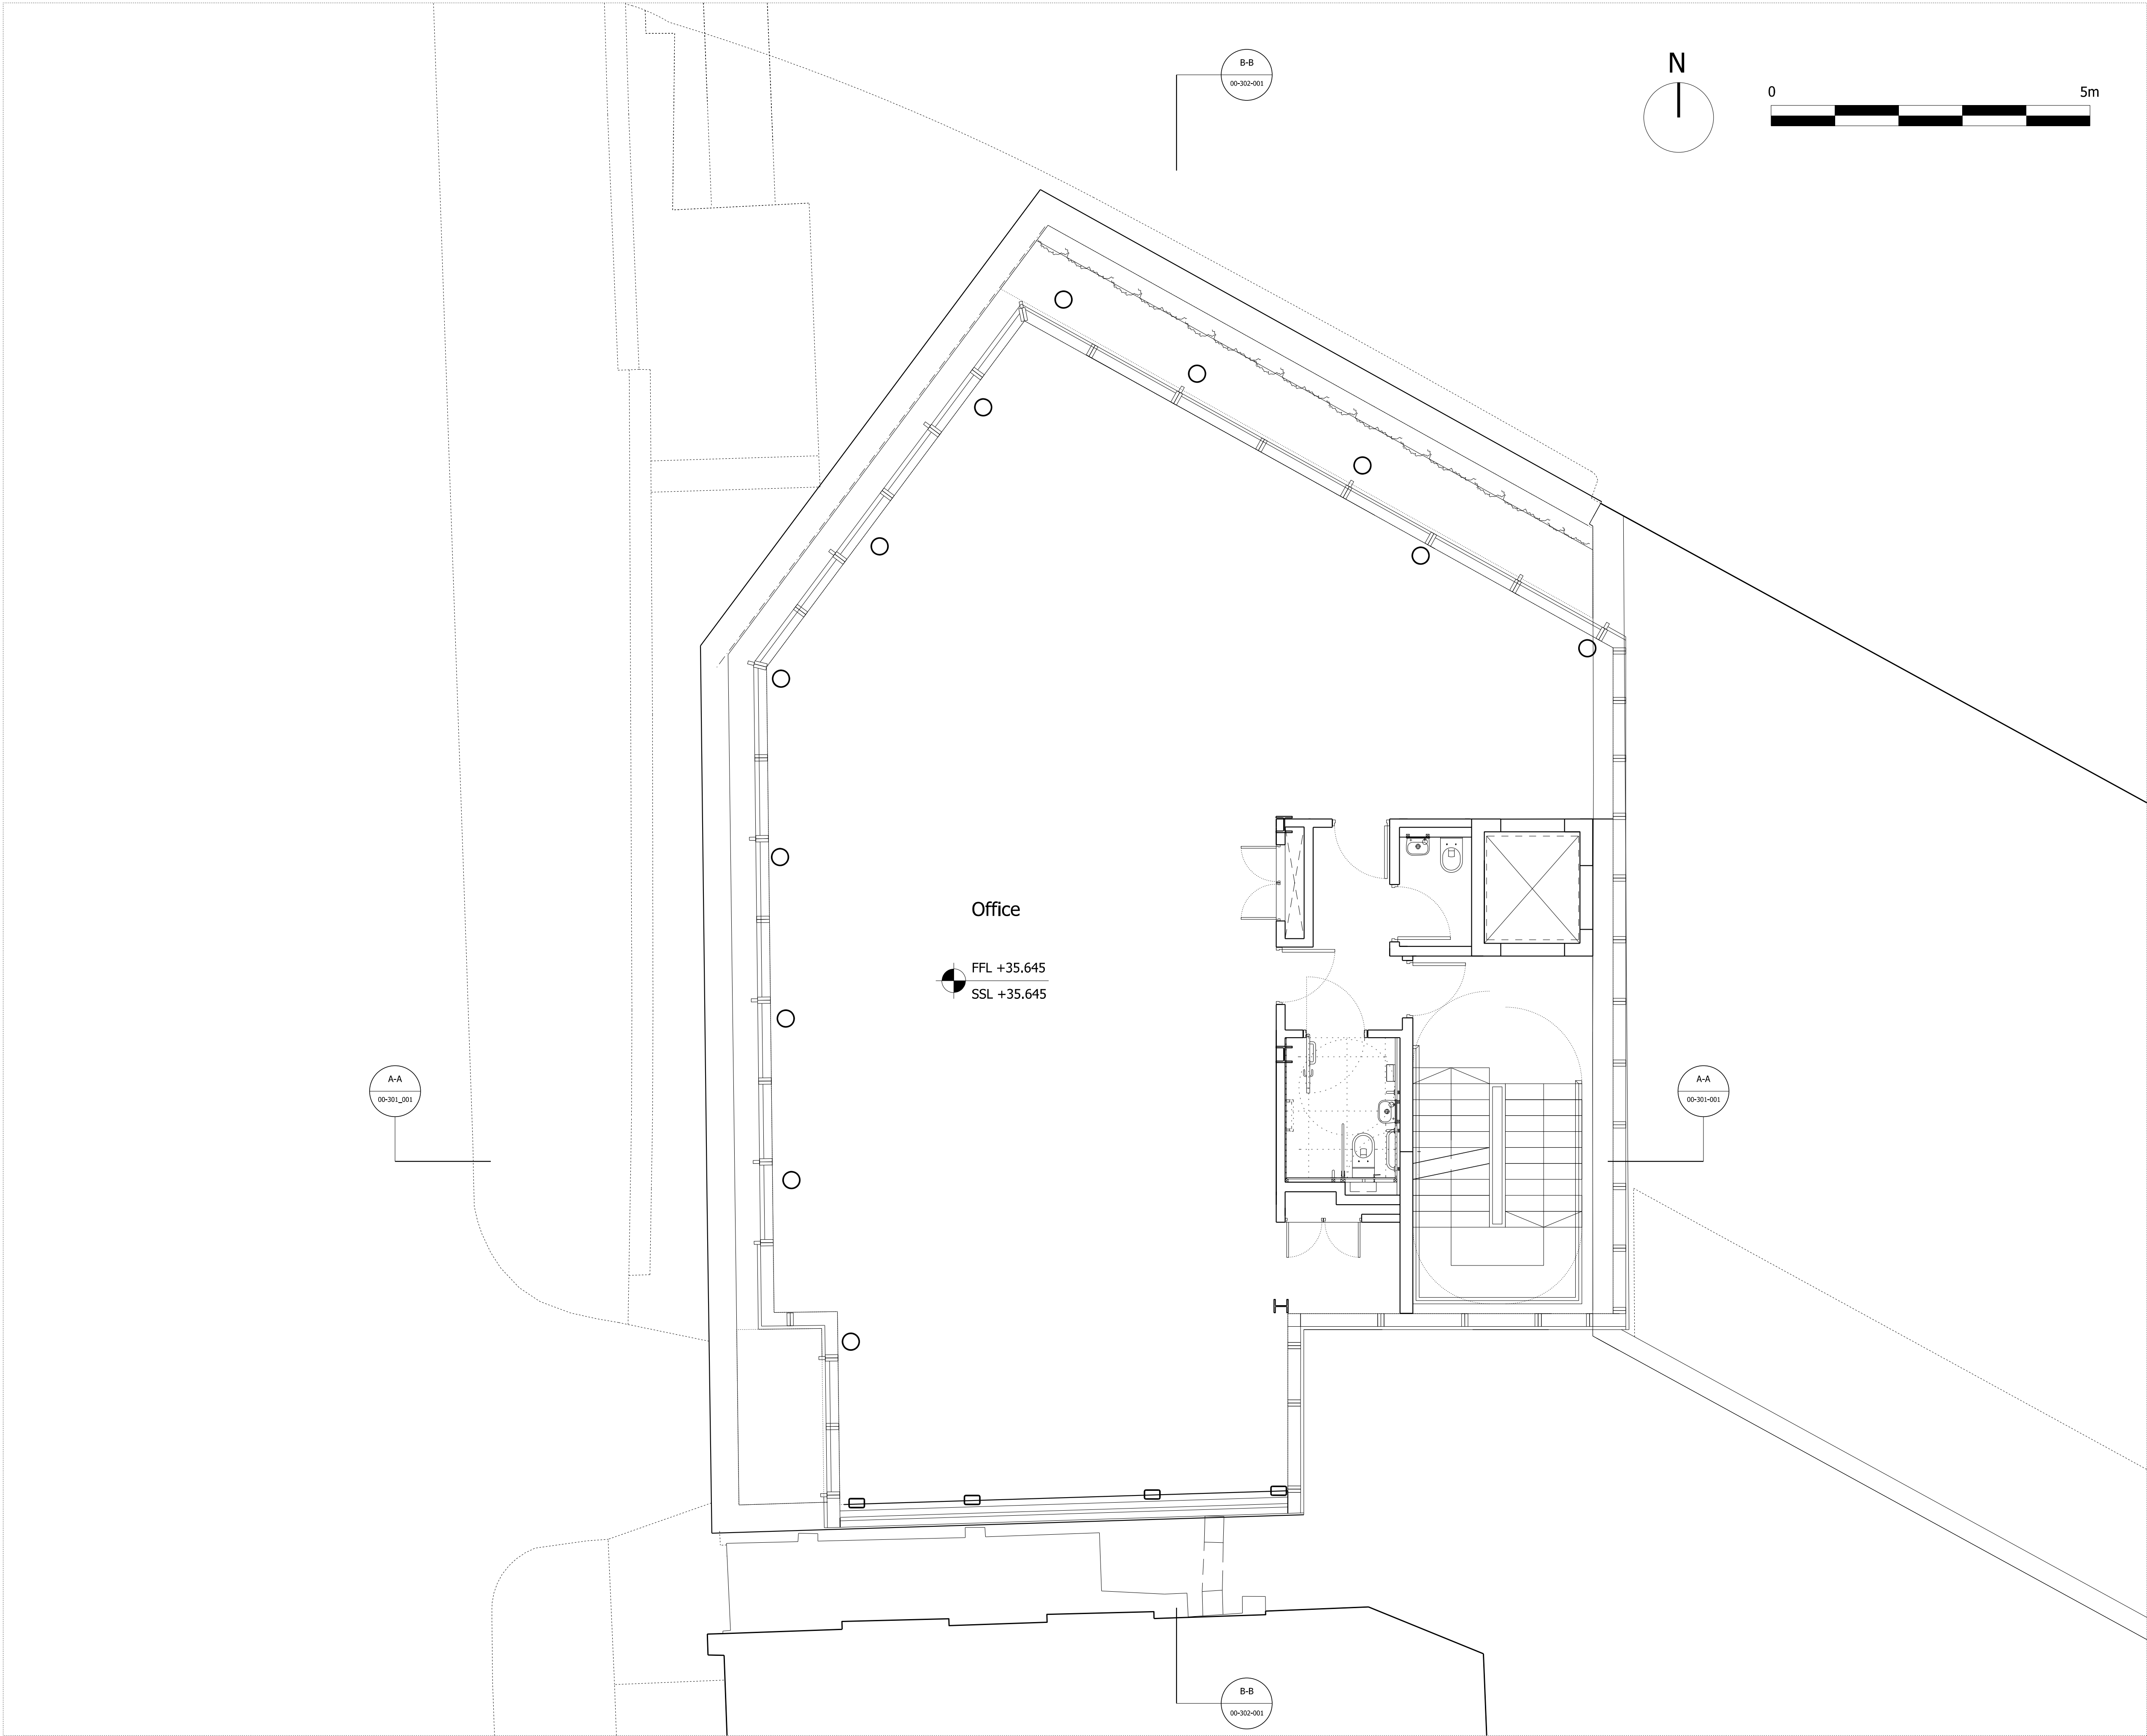 B-B
00-302-001
N
0
5m
Office
FFL +35.645
SSL +35.645
A-A
00-301_001
A-A
00-301-001
B-B
00-302-001